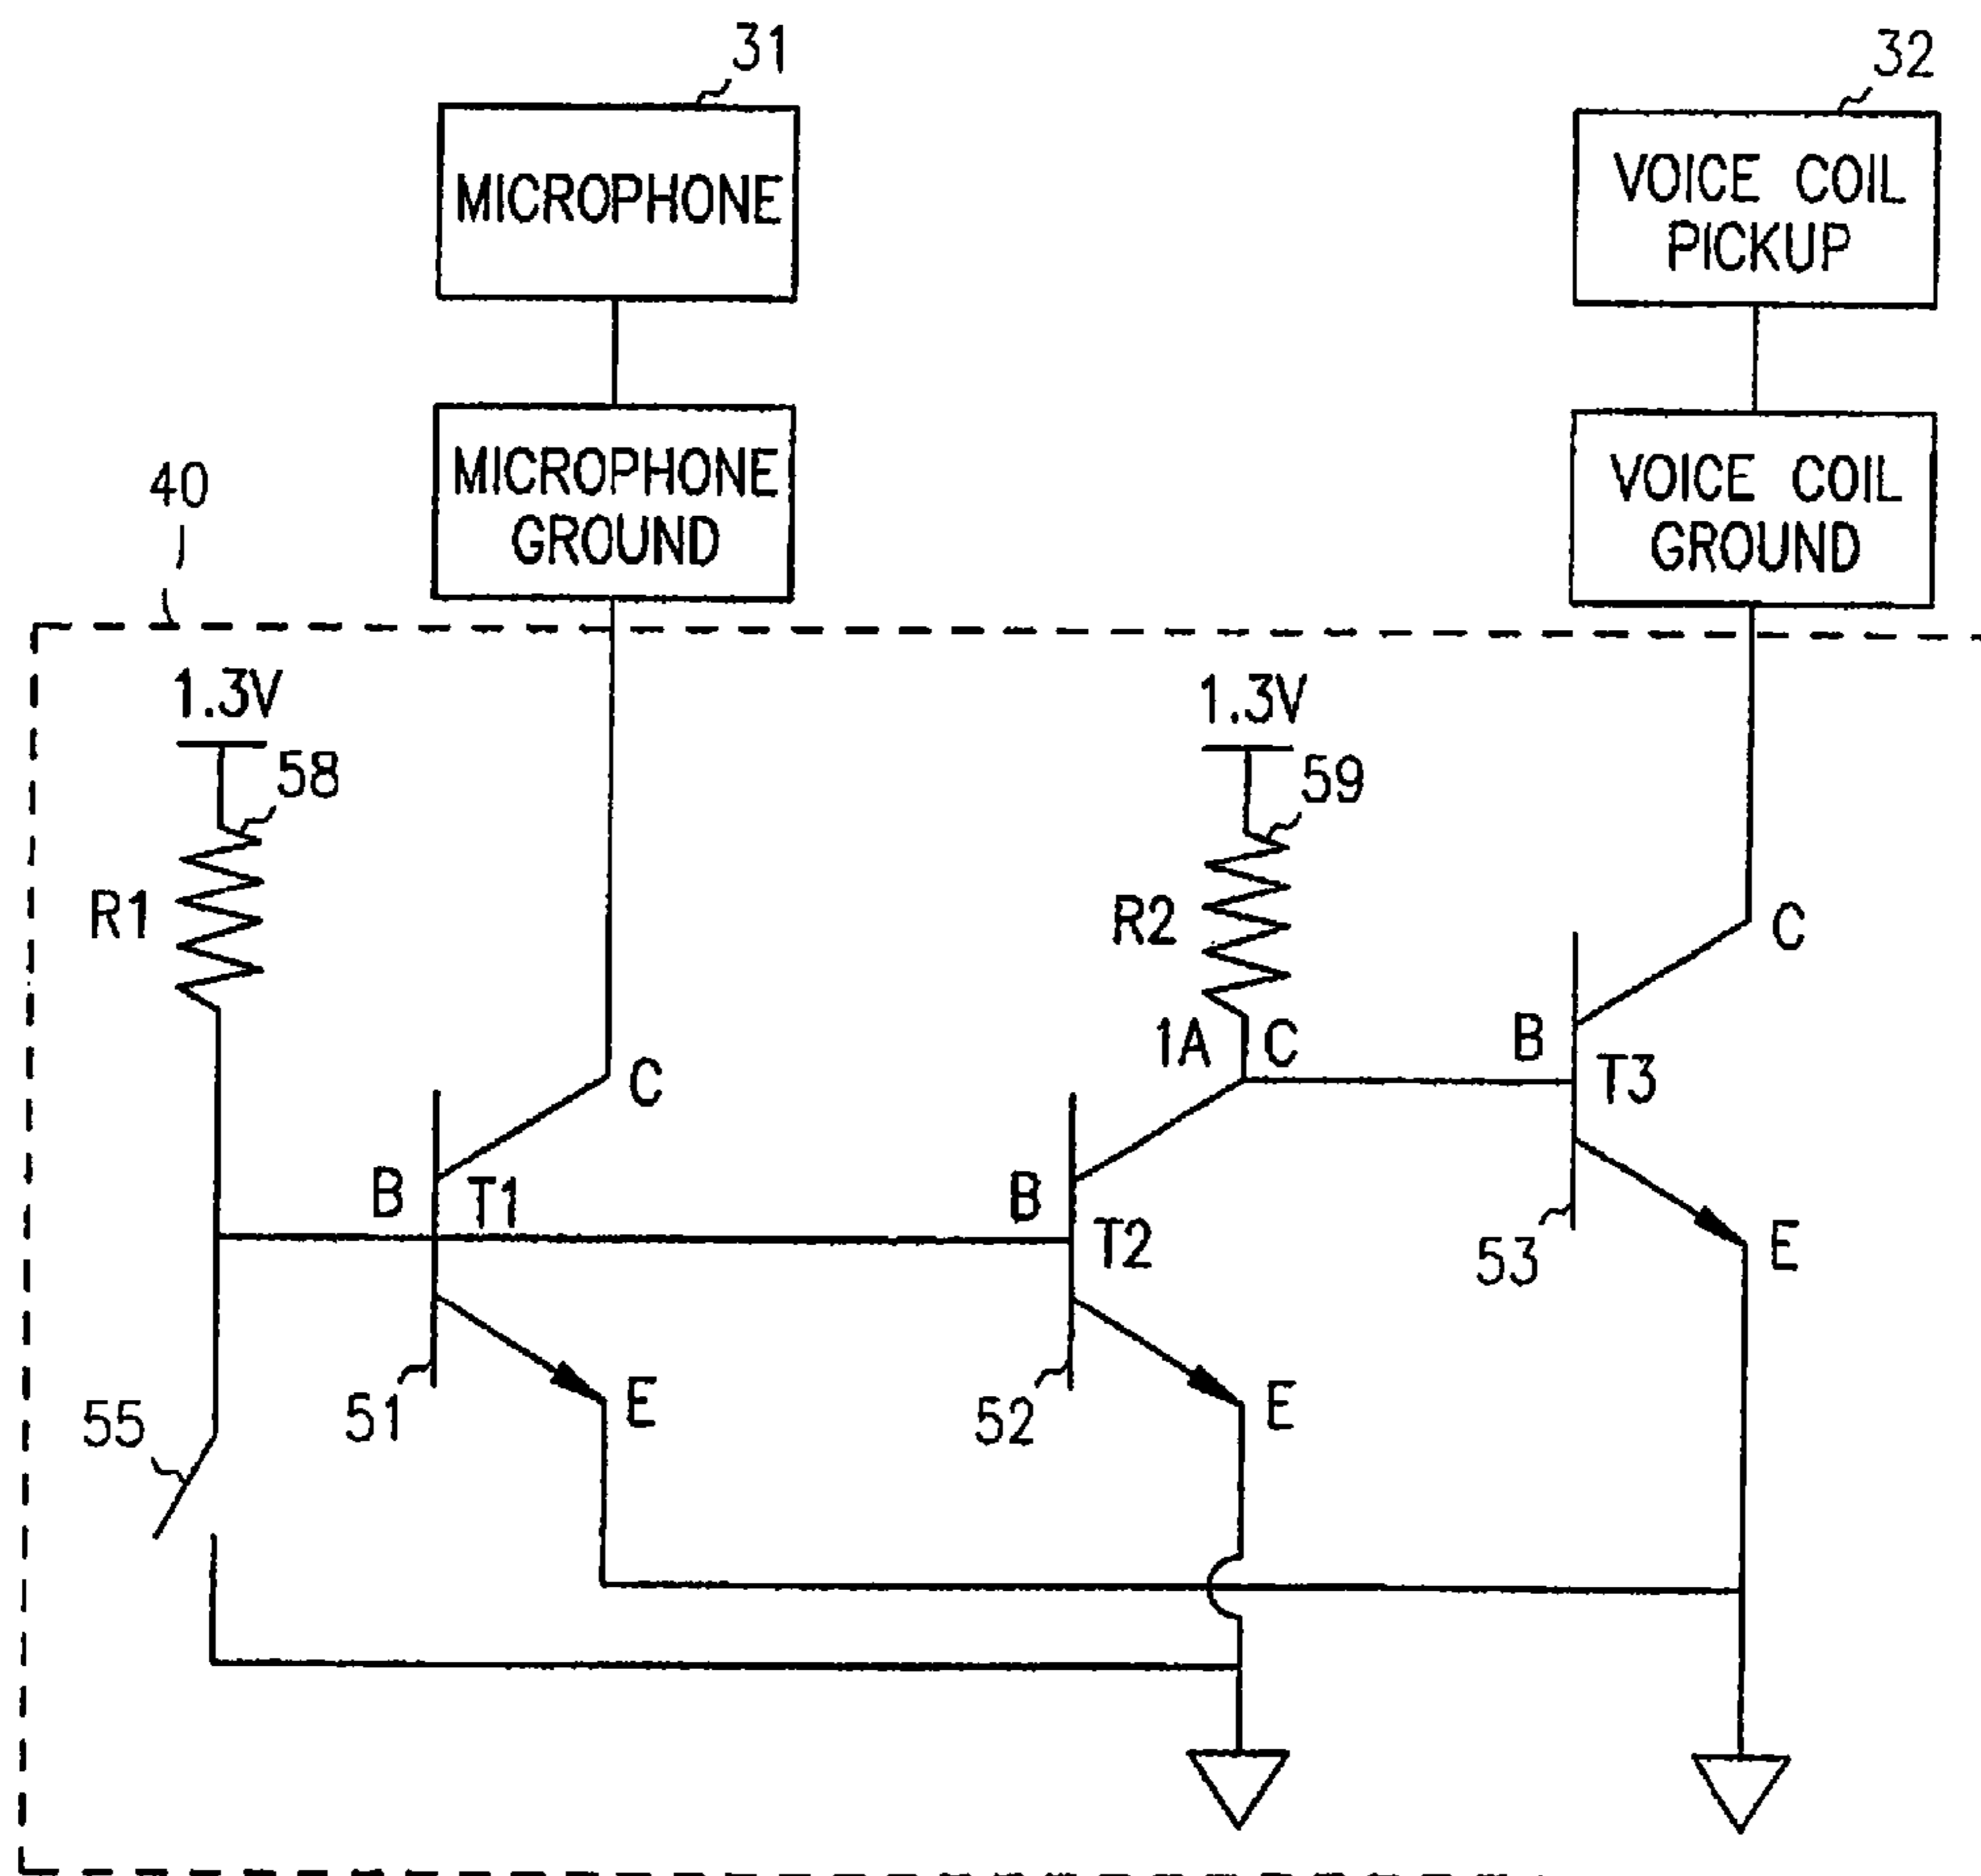 31
32
MICROPHONE
VOICE COIL
PICKUP
MICROPHONE
GROUND
VOICE COIL
GROUND
40
1.3V
1.3V
58
59
R1
R2
C
1A
C
B
T3
C
B
T1
B
T2
E
53
55
51
E
52
E